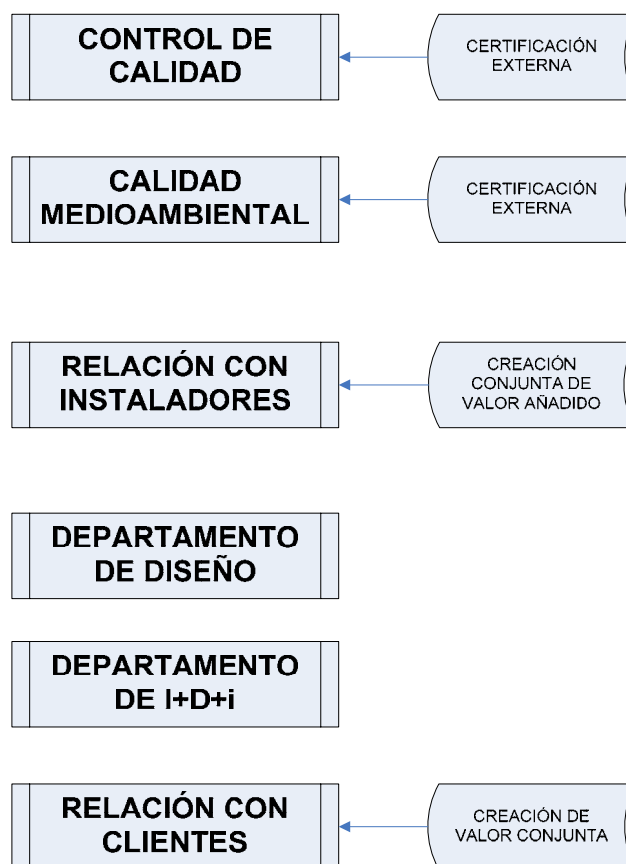 CONTROL DE
CALIDAD
CERTIFICACIÓN
EXTERNA
CALIDAD
MEDIOAMBIENTAL
CERTIFICACIÓN
EXTERNA
RELACIÓN CON
INSTALADORES
CREACIÓN
CONJUNTA DE
VALOR AÑADIDO
DEPARTAMENTO
DE DISEÑO
DEPARTAMENTO
DE I+D+i
RELACIÓN CON
CLIENTES
CREACIÓN DE
VALOR CONJUNTA